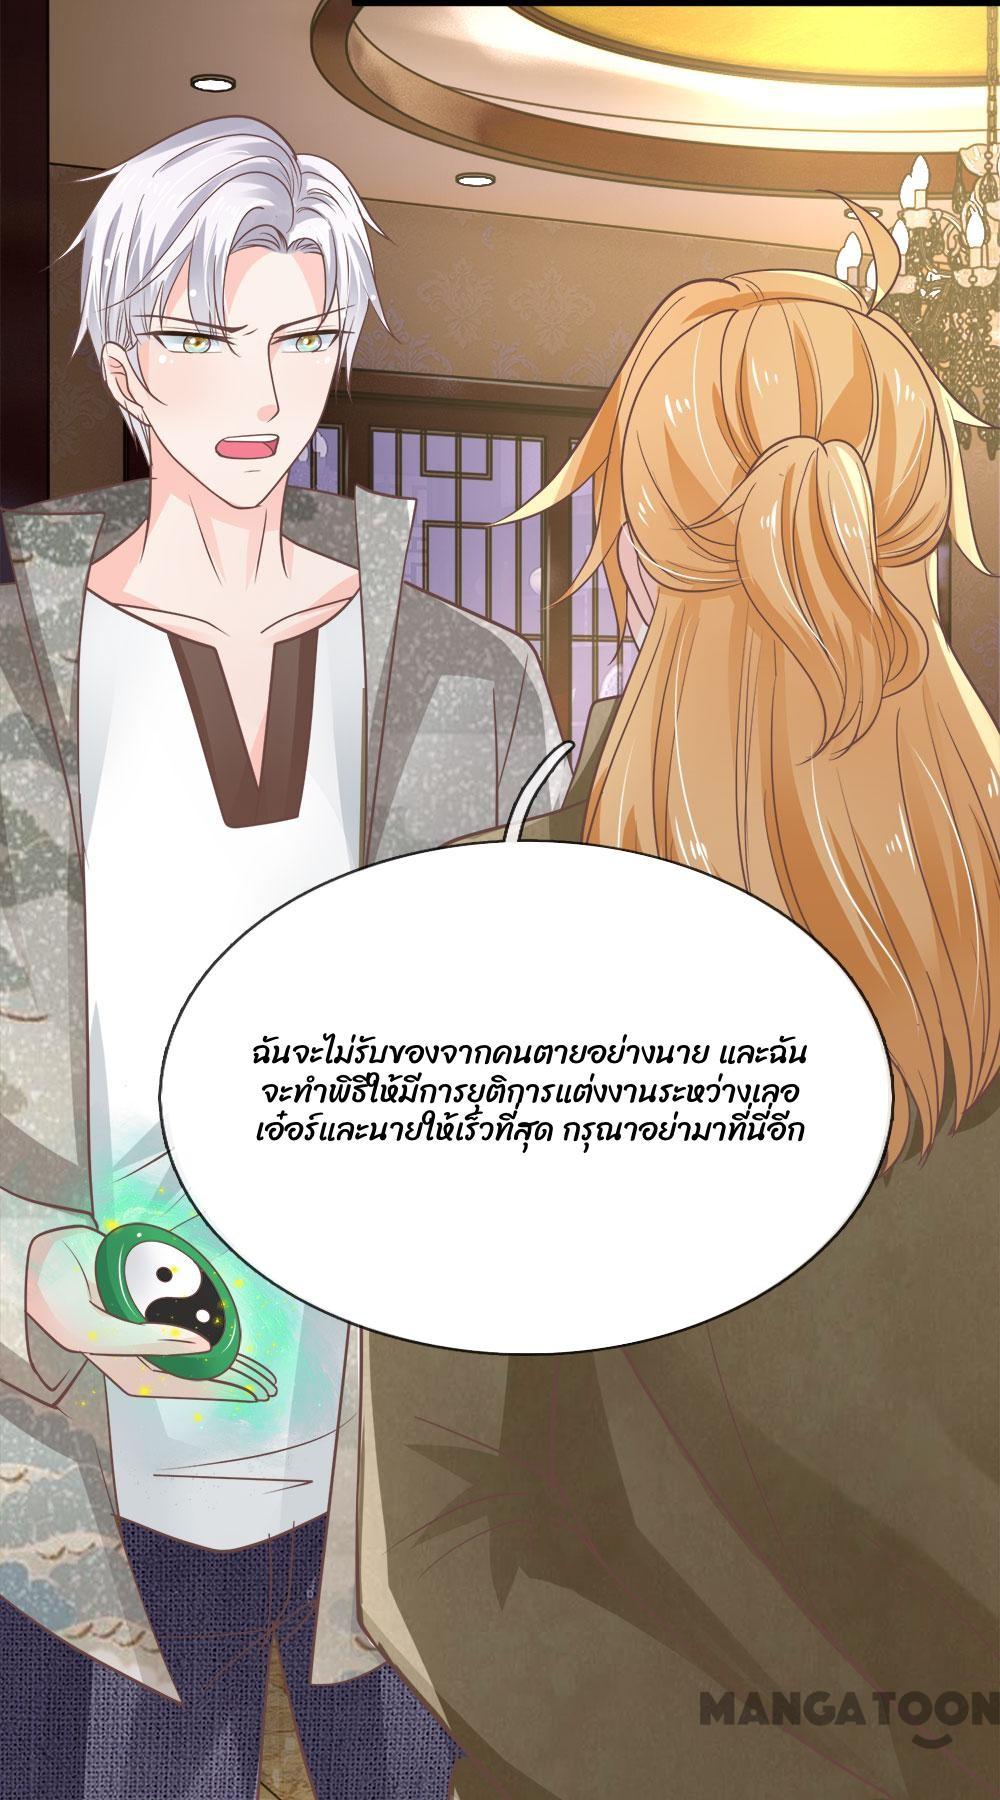 ฉันจะไม่รับของจากคนตายอย่างนาย และฉัน
จะทำพิธีให้มีการยุติการแต่งงานระหว่างเลอ
เอ๋อร์และนายให้เร็วที่สุด กรุณาอย่ามาที่นี่อีก
MANGATOON